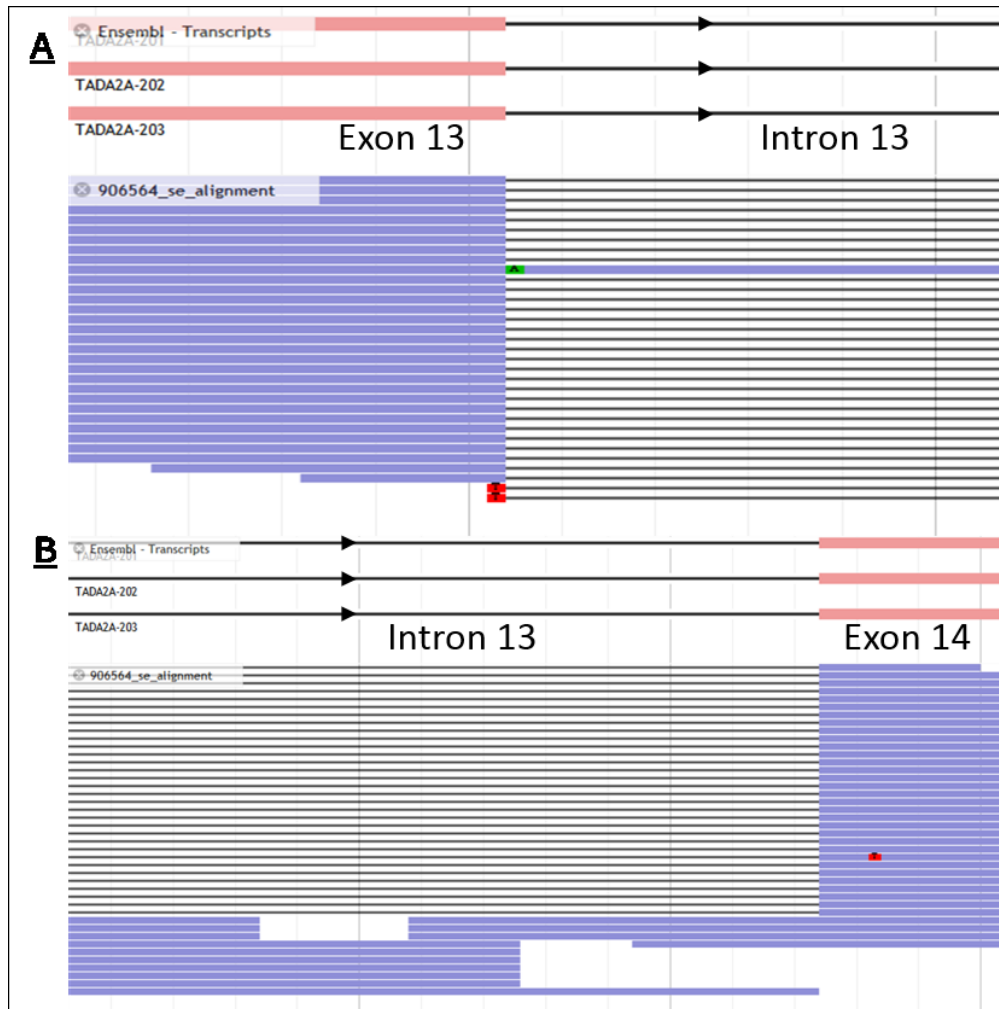 A
Ensembl - Transcripts
TADA2A-201
TADA2A-202
TADA2A-203
Exon 13
Intron 13
906564_se_alignment
A
T
T
B
Ensembl - Transcripts
TADA2A-201
TADA2A-202
TADA2A-203
Intron 13
Exon 14
906564_se_alignment
T